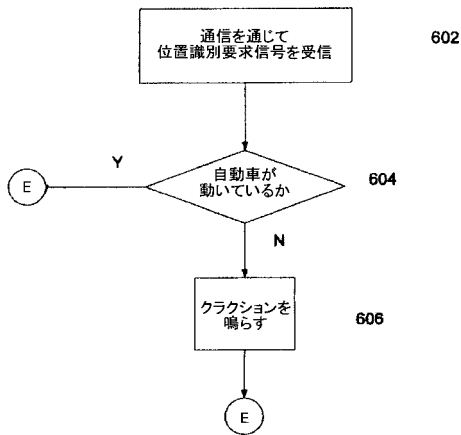 通信を通じて
位置識別要求信号を受信
602
Y
自動車が
動いているか
604
E
N
クラクションを
鳴らす
606
E